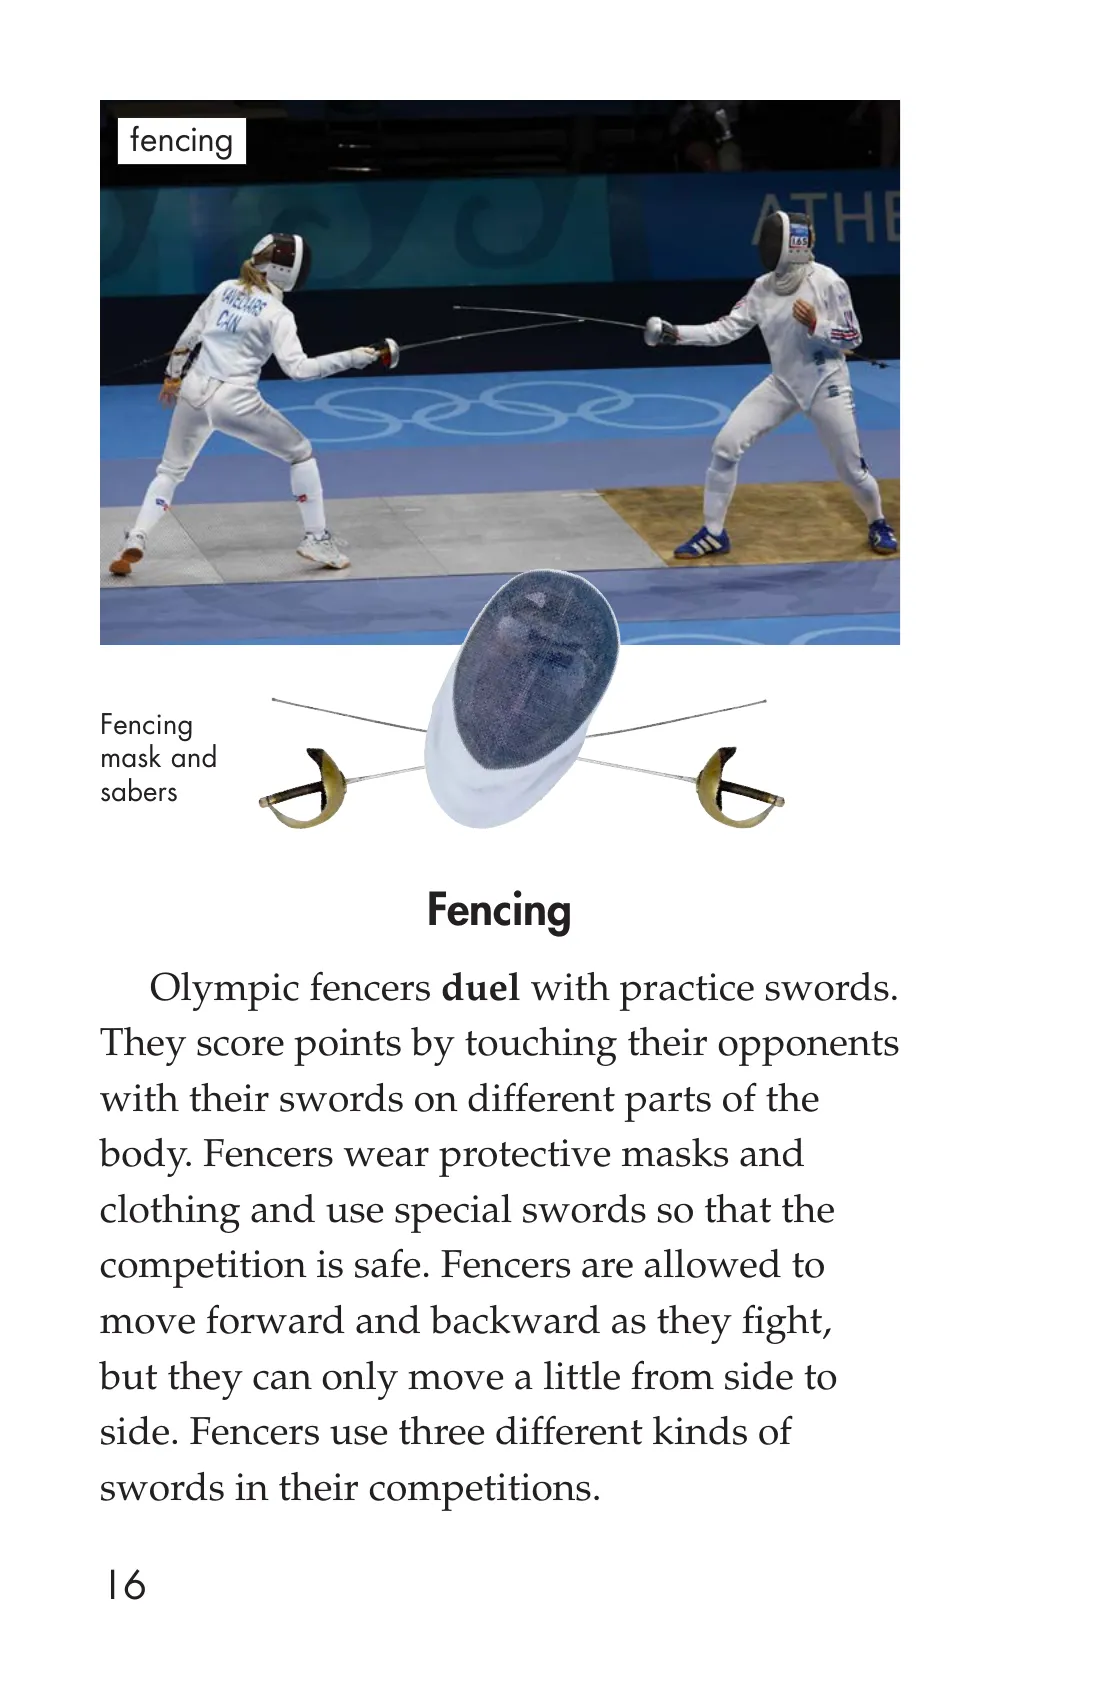 fencing
ATHE
CAN
165
Fencing
mask and
sabers
Fencing
Olympic fencers duel with practice swords.
They score points by touching their opponents
with their swords on different parts of the
body. Fencers wear protective masks and
clothing and use special swords so that the
competition is safe. Fencers are allowed to
move forward and backward as they fight,
but they can only move a little from side to
side. Fencers use three different kinds of
swords in their competitions.
16